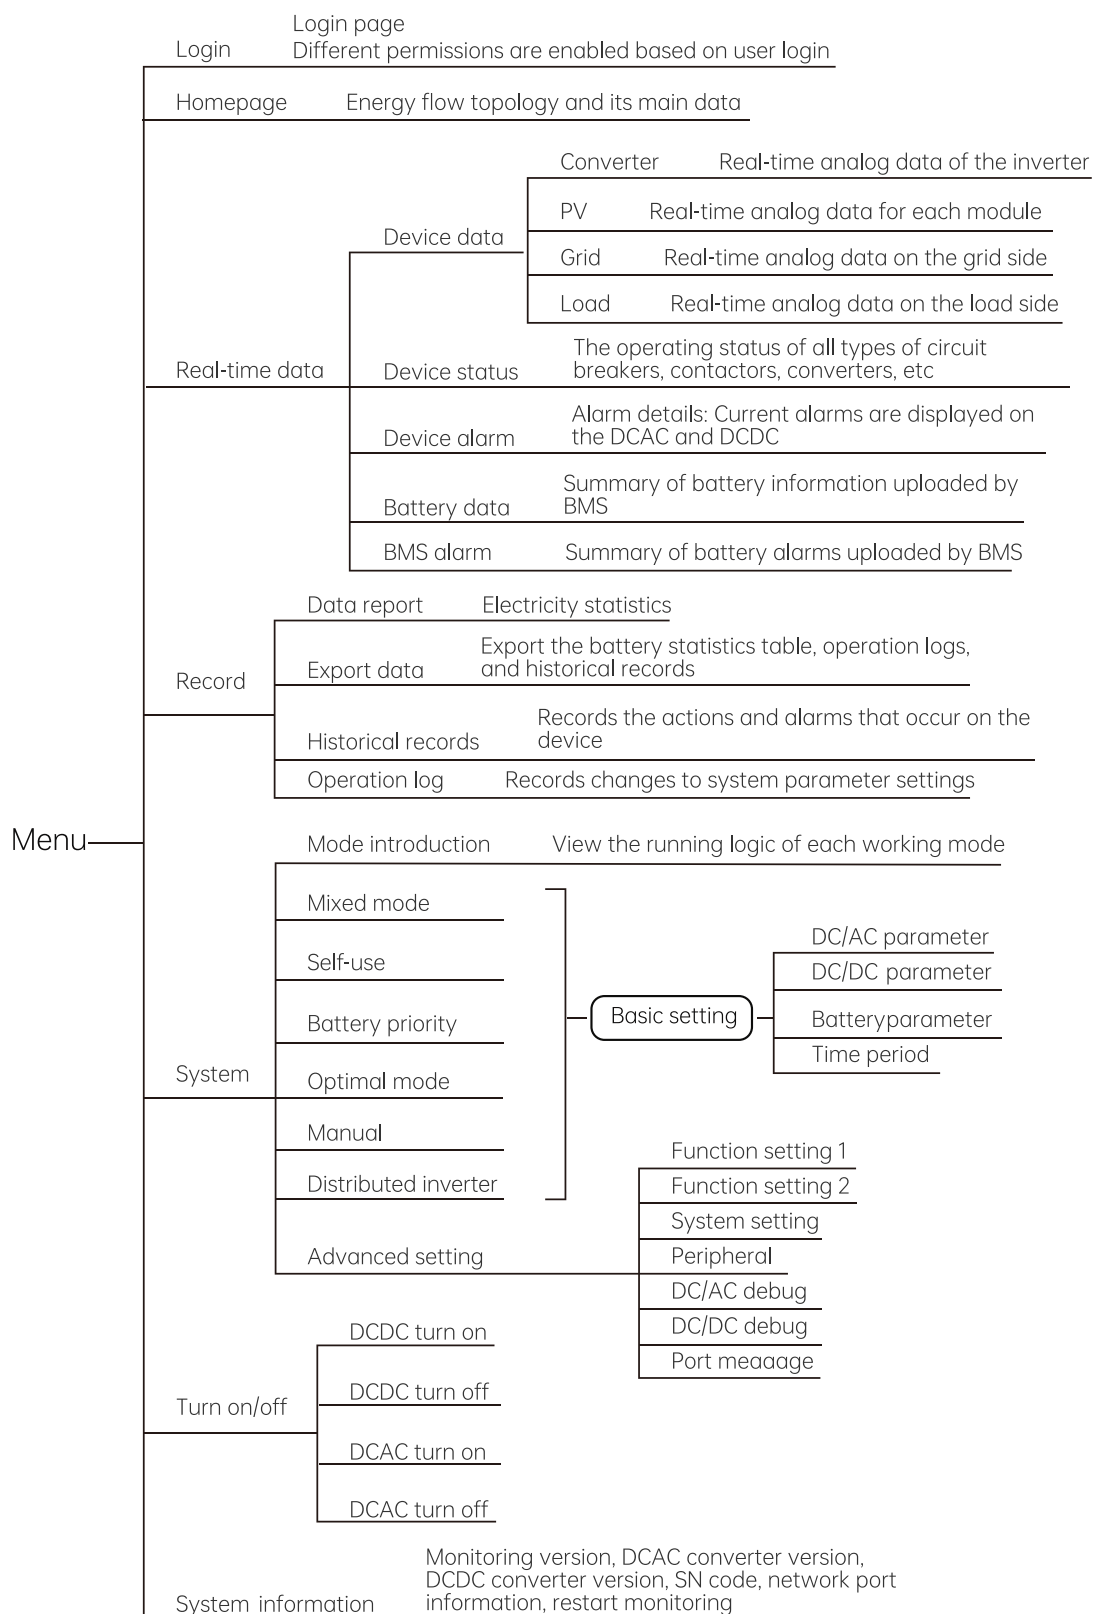 Login page
Login
Different permissions are enabled based on user login
Homepage
Energy flow topology and its main data
Converter
Real-time analog data of the inverter
PV
Real-time analog data for each module
Device data
Grid
Real-time analog data on the grid side
Load
Real-time analog data on the load side
Real-time data
Device status
The operating status of all types of circuit
breakers, contactors, converters, etc
Device alarm
Alarm details: Current alarms are displayed on
the DCAC and DCDC
Battery data
Summary of battery information uploaded by
BMS
BMS alarm
Summary of battery alarms uploaded by BMS
Data report
Electricity statistics
Export data
Export the battery statistics table, operation logs,
and historical records
Record
Historical records
Records the actions and alarms that occur on the
device
Operation log
Records changes to system parameter settings
Menu
Mode introduction
View the running logic of each working mode
Mixed mode
Self-use
Battery priority
System
Optimal mode
Manual
Distributed inverter
Basic setting
DC/AC parameter
DC/DC parameter
Batteryparameter
Time period
Advanced setting
Function setting 1
Function setting 2
System setting
Peripheral
DC/AC debug
DC/DC debug
Port meaaage
DCDC turn on
DCDC turn off
Turn on/off
DCAC turn on
DCAC turn off
System information
Monitoring version, DCAC converter version,
DCDC converter version, SN code, network port
information, restart monitoring